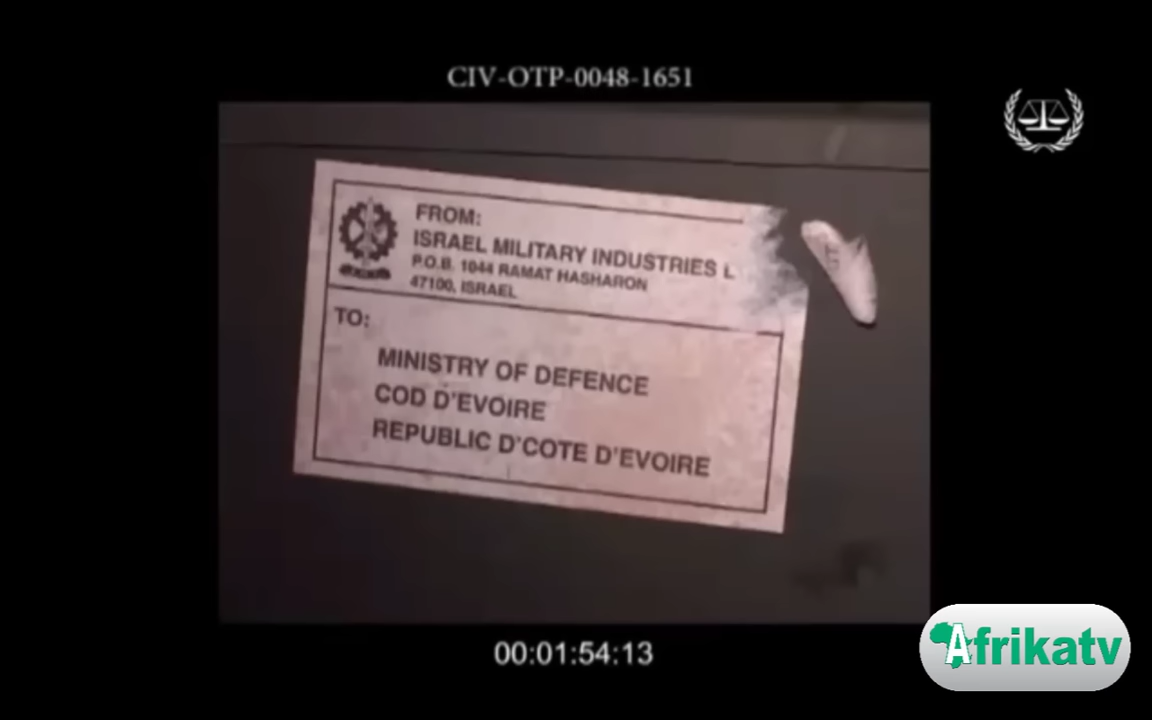 CIV-OTP-0048-1651
FROM:
ISRAEL MILITARY INDUSTRIES L
P.O.B. 1044 RAMAT HASHARON
47100, ISRAEL
TO:
MINISTRY OF DEFENCE
COD D'EVOIRE
REPUBLIC D'COTE D'EVOIRE
00:01:54:13
Afrikatv